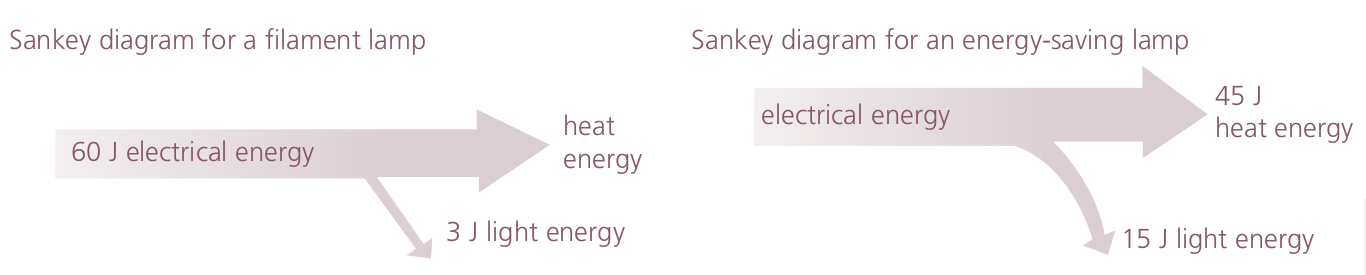 Sankey diagram for a filament lamp
60 J electrical energy
heat
energy
3 J light energy
Sankey diagram for an energy-saving lamp
electrical energy
45 J
heat energy
15 J light energy